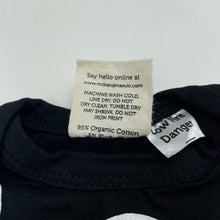 Say hello online at
www.milkandmasuki.com
MACHINE WASH COLD.
LINE DRY. DO NOT
DRY CLEAN. TUMBLE DRY
MAY SHRINK. DO NOT
IRON PRINT
95% Organic Cotton
Low Fire
Danger